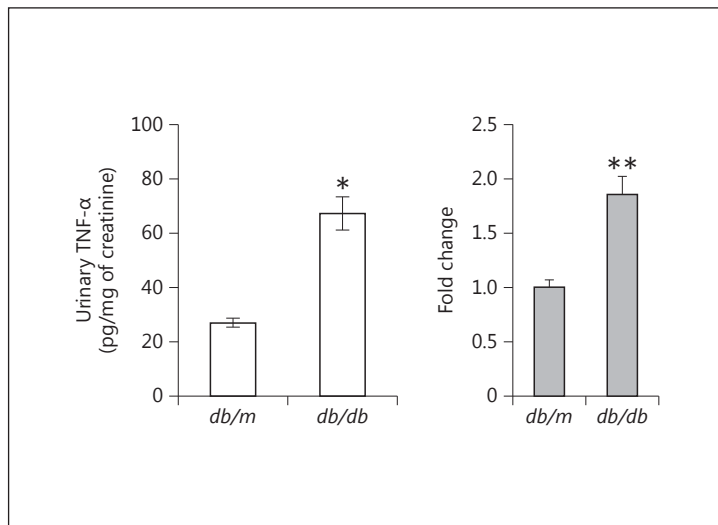 100
80
60
40
20
0
Urinary TNF-α
(pg/mg of creatinine)
*
db/m
db/db
2.5
2.0
1.5
1.0
0.5
0
Fold change
**
db/m
db/db